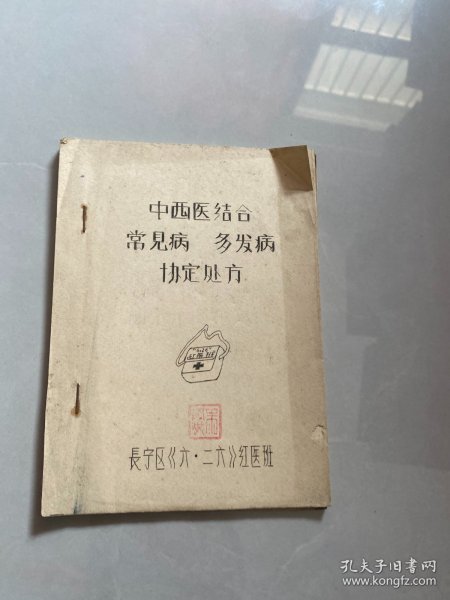 中西医结合
常見病 多发病
协定处方
長宁区《六·二六》红医班
孔夫子旧书网
www.kongfz.com